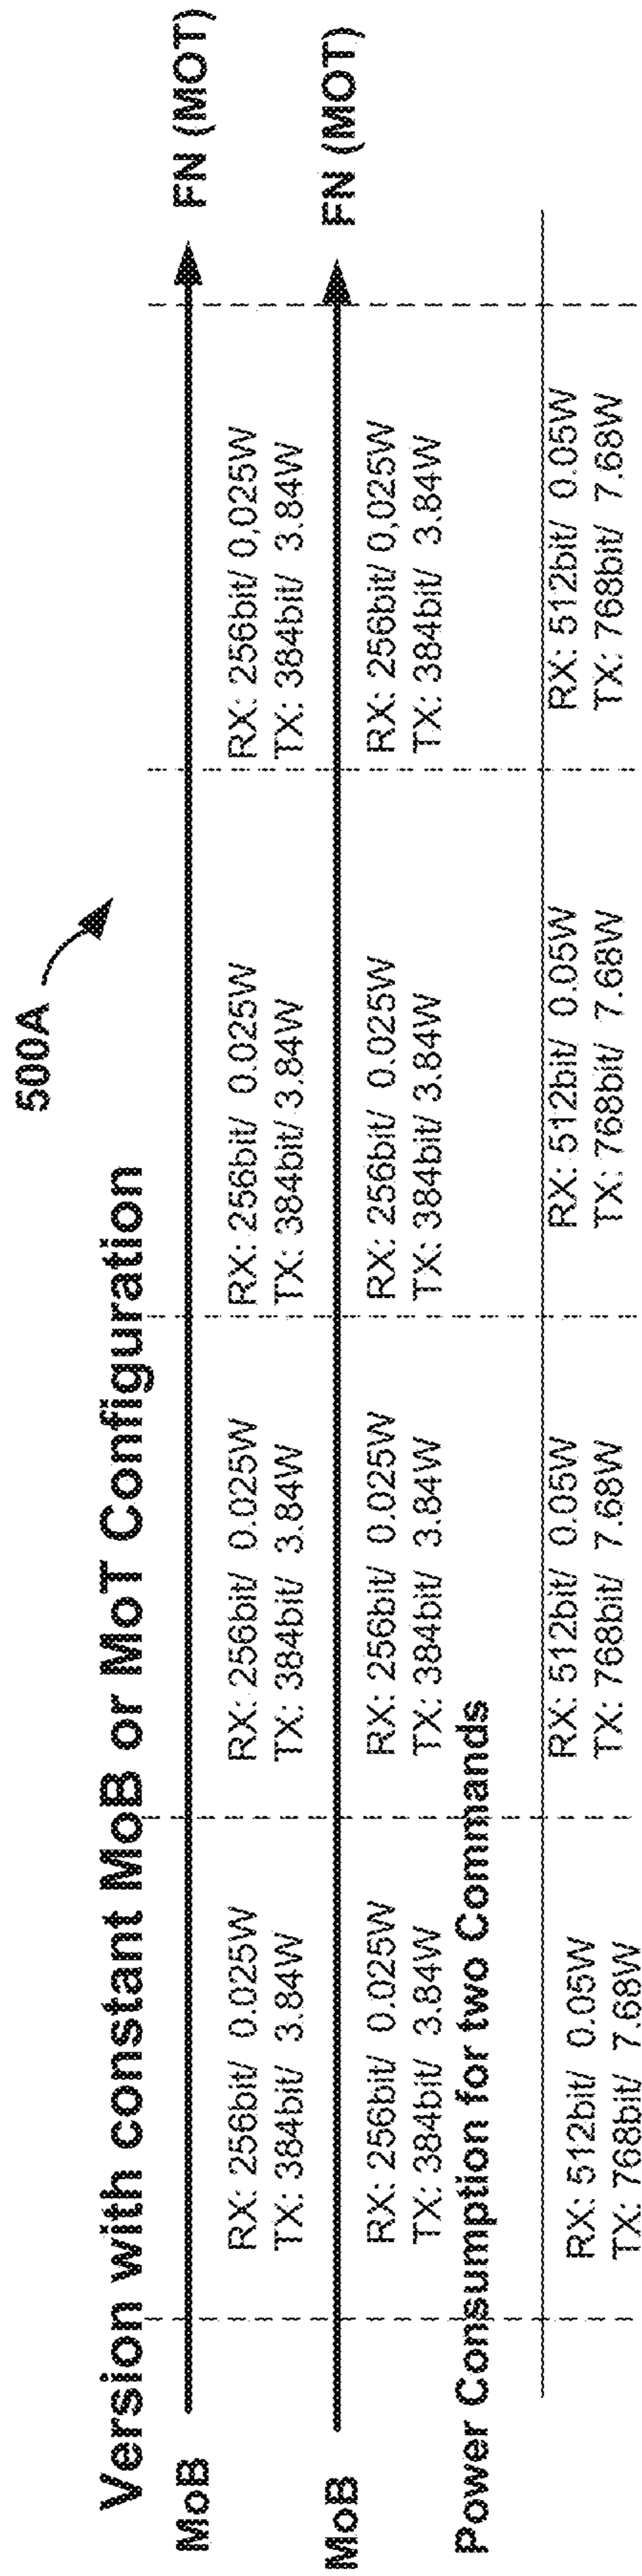 500A
Version with constant MoB or MoT Configuration
MoB FN (MOT)
RX: 256bit/ 0.025W RX: 256bit/ 0.025W RX: 256bit/ 0.025W RX: 256bit/ 0,025W
TX: 384bit/ 3.84W TX: 384bit/ 3.84W TX: 384bit/ 3.84W TX: 384bit/ 3.84W
MoB FN (MOT)
RX: 256bit/ 0.025W RX: 256bit/ 0.025W RX: 256bit/ 0.025W RX: 256bit/ 0,025W
TX: 384bit/ 3.84W TX: 384bit/ 3.84W TX: 384bit/ 3.84W TX: 384bit/ 3.84W
Power Consumption for two Commands
RX: 512bit/ 0.05W RX: 512bit/ 0.05W RX: 512bit/ 0.05W RX: 512bit/ 0.05W
TX: 768bit/ 7.68W TX: 768bit/ 7.68W TX: 768bit/ 7.68W TX: 768bit/ 7.68W